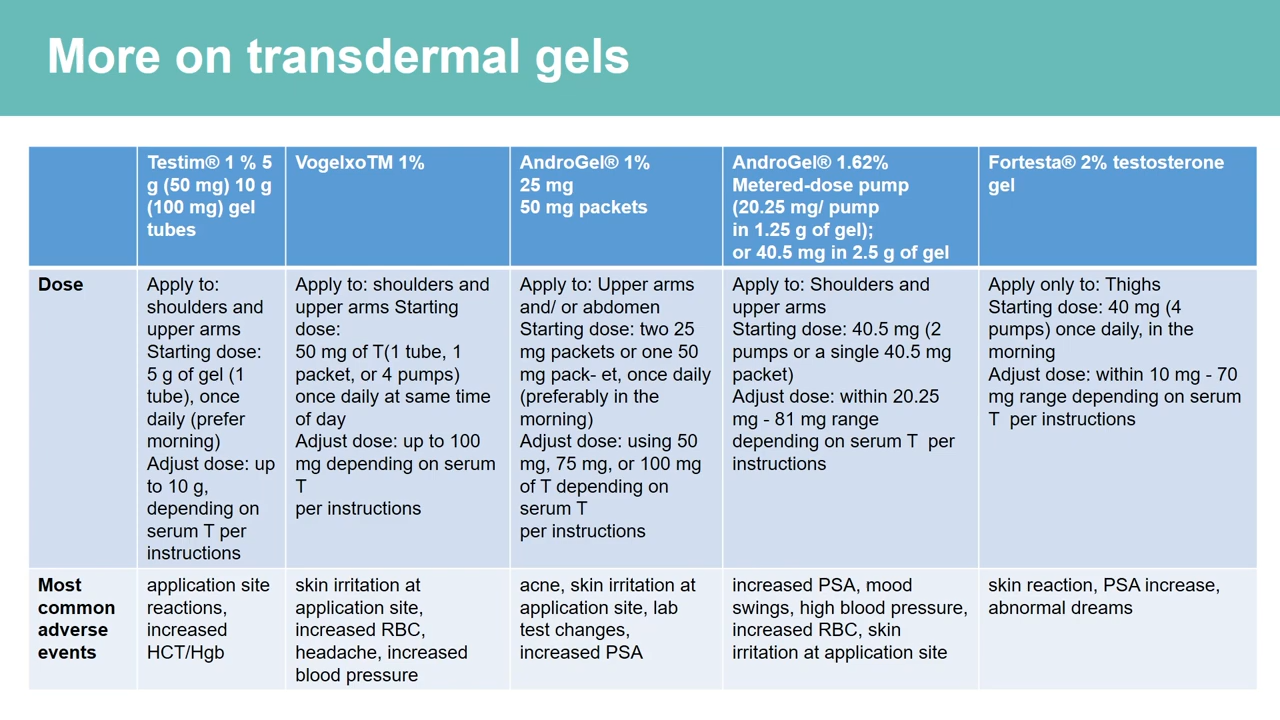 More on transdermal gels
Testim® 1 % 5
g (50 mg) 10 g
(100 mg) gel
tubes
VogelxoTM 1%
AndroGel® 1%
25 mg
50 mg packets
AndroGel® 1.62%
Metered-dose pump
(20.25 mg/ pump
in 1.25 g of gel);
or 40.5 mg in 2.5 g of gel
Fortesta® 2% testosterone
gel
Dose
Apply to:
shoulders and
upper arms
Starting dose:
5 g of gel (1
tube), once
daily (prefer
morning)
Adjust dose: up
to 10 g,
depending on
serum T per
instructions
Apply to: shoulders and
upper arms Starting
dose:
50 mg of T(1 tube, 1
packet, or 4 pumps)
once daily at same time
of day
Adjust dose: up to 100
mg depending on serum
T
per instructions
Apply to: Upper arms
and/ or abdomen
Starting dose: two 25
mg packets or one 50
mg pack- et, once daily
(preferably in the
morning)
Adjust dose: using 50
mg, 75 mg, or 100 mg
of T depending on
serum T
per instructions
Apply to: Shoulders and
upper arms
Starting dose: 40.5 mg (2
pumps or a single 40.5 mg
packet)
Adjust dose: within 20.25
mg - 81 mg range
depending on serum T  per
instructions
Apply only to: Thighs
Starting dose: 40 mg (4
pumps) once daily, in the
morning
Adjust dose: within 10 mg - 70
mg range depending on serum
T  per instructions
Most
common
adverse
events
application site
reactions,
increased
HCT/Hgb
skin irritation at
application site,
increased RBC,
headache, increased
blood pressure
acne, skin irritation at
application site, lab
test changes,
increased PSA
increased PSA, mood
swings, high blood pressure,
increased RBC, skin
irritation at application site
skin reaction, PSA increase,
abnormal dreams